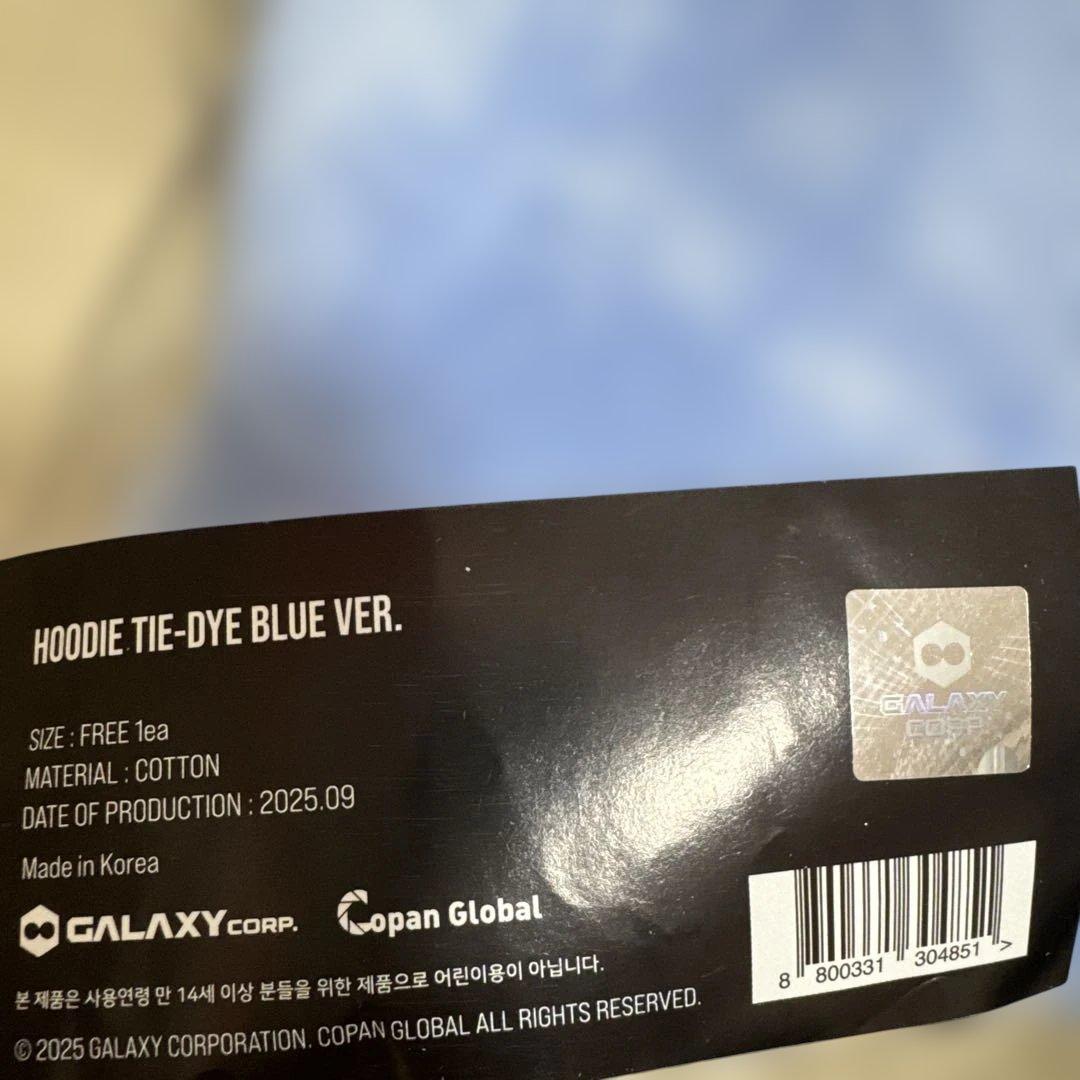 HOODIE TIE-DYE BLUE VER.
SIZE : FREE 1ea
MATERIAL : COTTON
DATE OF PRODUCTION : 2025.09
Made in Korea
GALAXY CORP.
Copan Global
본 제품은 사용연령 만 14세 이상 분들을 위한 제품으로 어린이용이 아닙니다.
© 2025 GALAXY CORPORATION. COPAN GLOBAL ALL RIGHTS RESERVED.
GALAXY
CORP
8 800331 304851 >